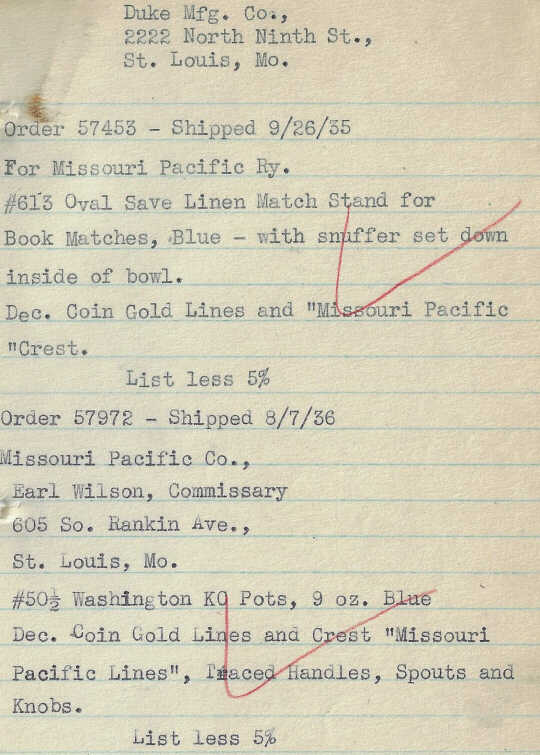 Duke Mfg. Co.,
2222 North Ninth St.,
St. Louis, Mo.
Order 57453 - Shipped 9/26/35
For Missouri Pacific Ry.
#613 Oval Save Linen Match Stand for
Book Matches, Blue - with snuffer set down
inside of bowl.
Dec. Coin Gold Lines and "Missouri Pacific
"Crest.
List less 5%
Order 57972 - Shipped 8/7/36
Missouri Pacific Co.,
Earl Wilson, Commissary
605 So. Rankin Ave.,
St. Louis, Mo.
#50½ Washington KO Pots, 9 oz. Blue
Dec. Coin Gold Lines and Crest "Missouri
Pacific Lines", Traced Handles, Spouts and
Knobs.
List less 5%